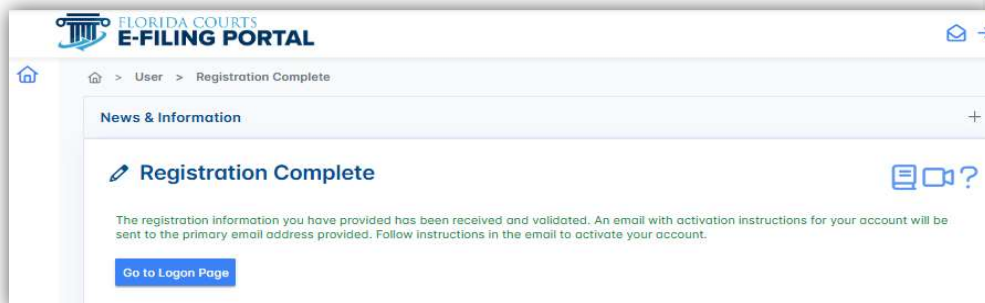 FLORIDA COURTS
E-FILING PORTAL
> User > Registration Complete
News & Information
Registration Complete
?
The registration information you have provided has been received and validated. An email with activation instructions for your account will be
sent to the primary email address provided. Follow instructions in the email to activate your account.
Go to Logon Page